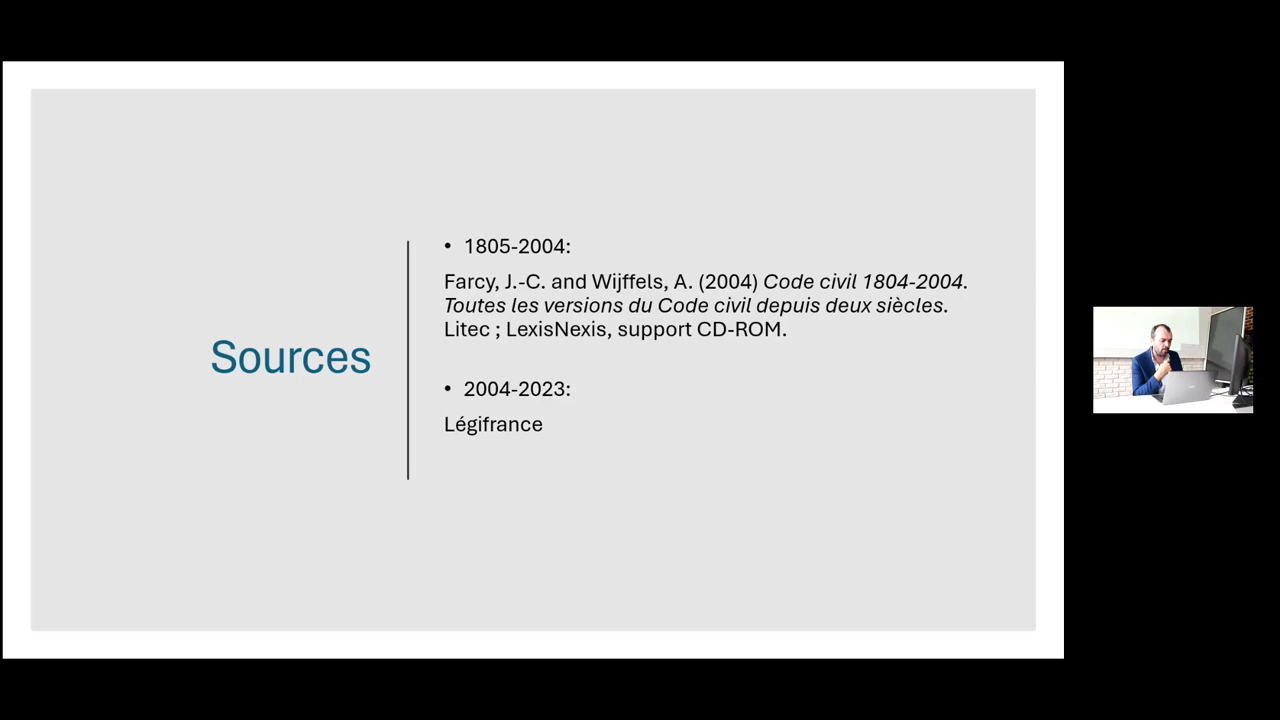 Sources
• 1805-2004:
Farcy, J.-C. and Wijffels, A. (2004) Code civil 1804-2004.
Toutes les versions du Code civil depuis deux siècles.
Litec ; LexisNexis, support CD-ROM.
• 2004-2023:
Légifrance